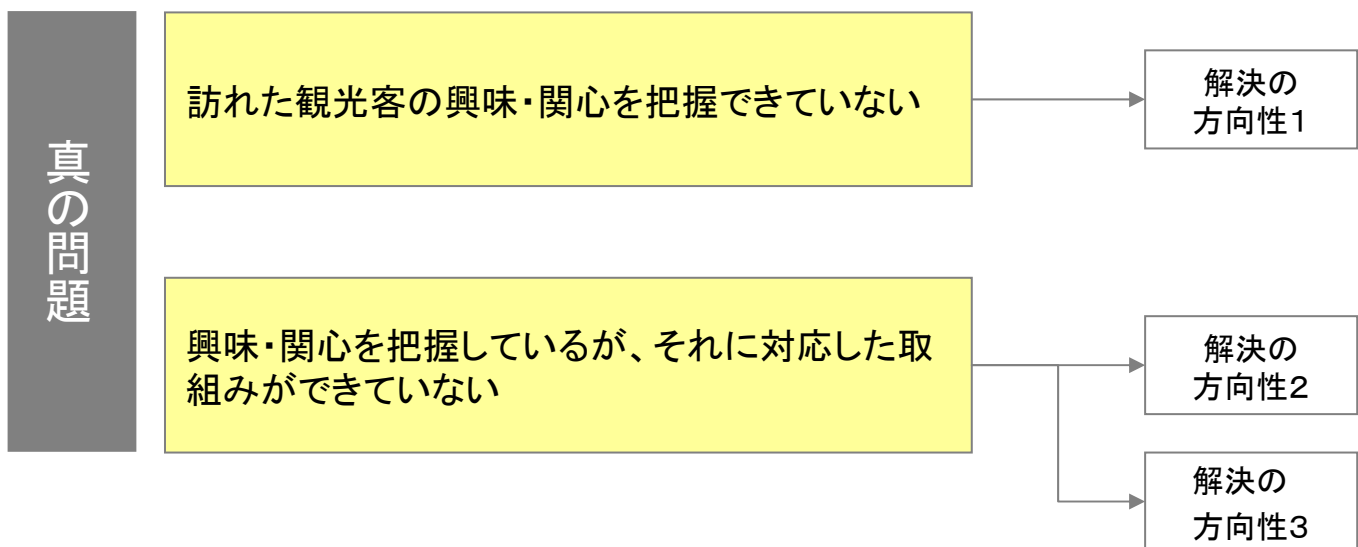 真の問題
訪れた観光客の興味・関心を把握できていない
解決の
方向性1
興味・関心を把握しているが、それに対応した取
組みができていない
解決の
方向性2
解決の
方向性3